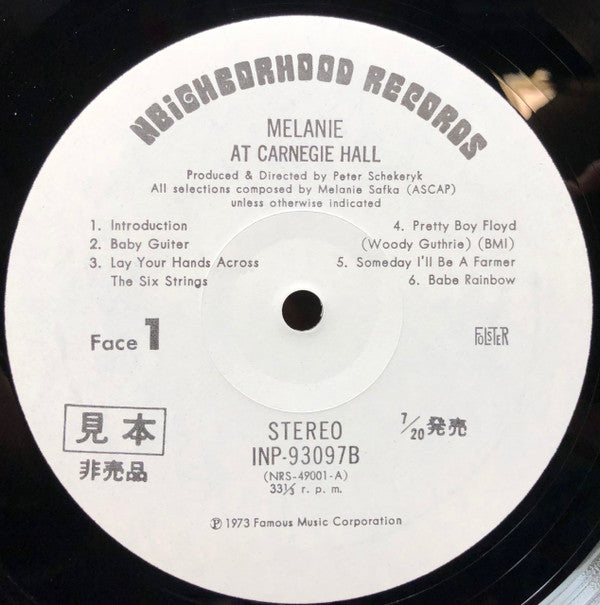 NEIGHBORHOOD RECORDS
MELANIE
AT CARNEGIE HALL
Produced & Directed by Peter Schekeryk
All selections composed by Melanie Safka (ASCAP)
unless otherwise indicated
1. Introduction
2. Baby Guiter
3. Lay Your Hands Across
The Six Strings
4. Pretty Boy Floyd
(Woody Guthrie) (BMI)
5. Someday I'll Be A Farmer
6. Babe Rainbow
Face 1
FOLSTER
見本
非売品
7/20発売
STEREO
INP-93097B
(NRS-49001-A)
33⅓ r. p. m.
Ⓟ 1973 Famous Music Corporation